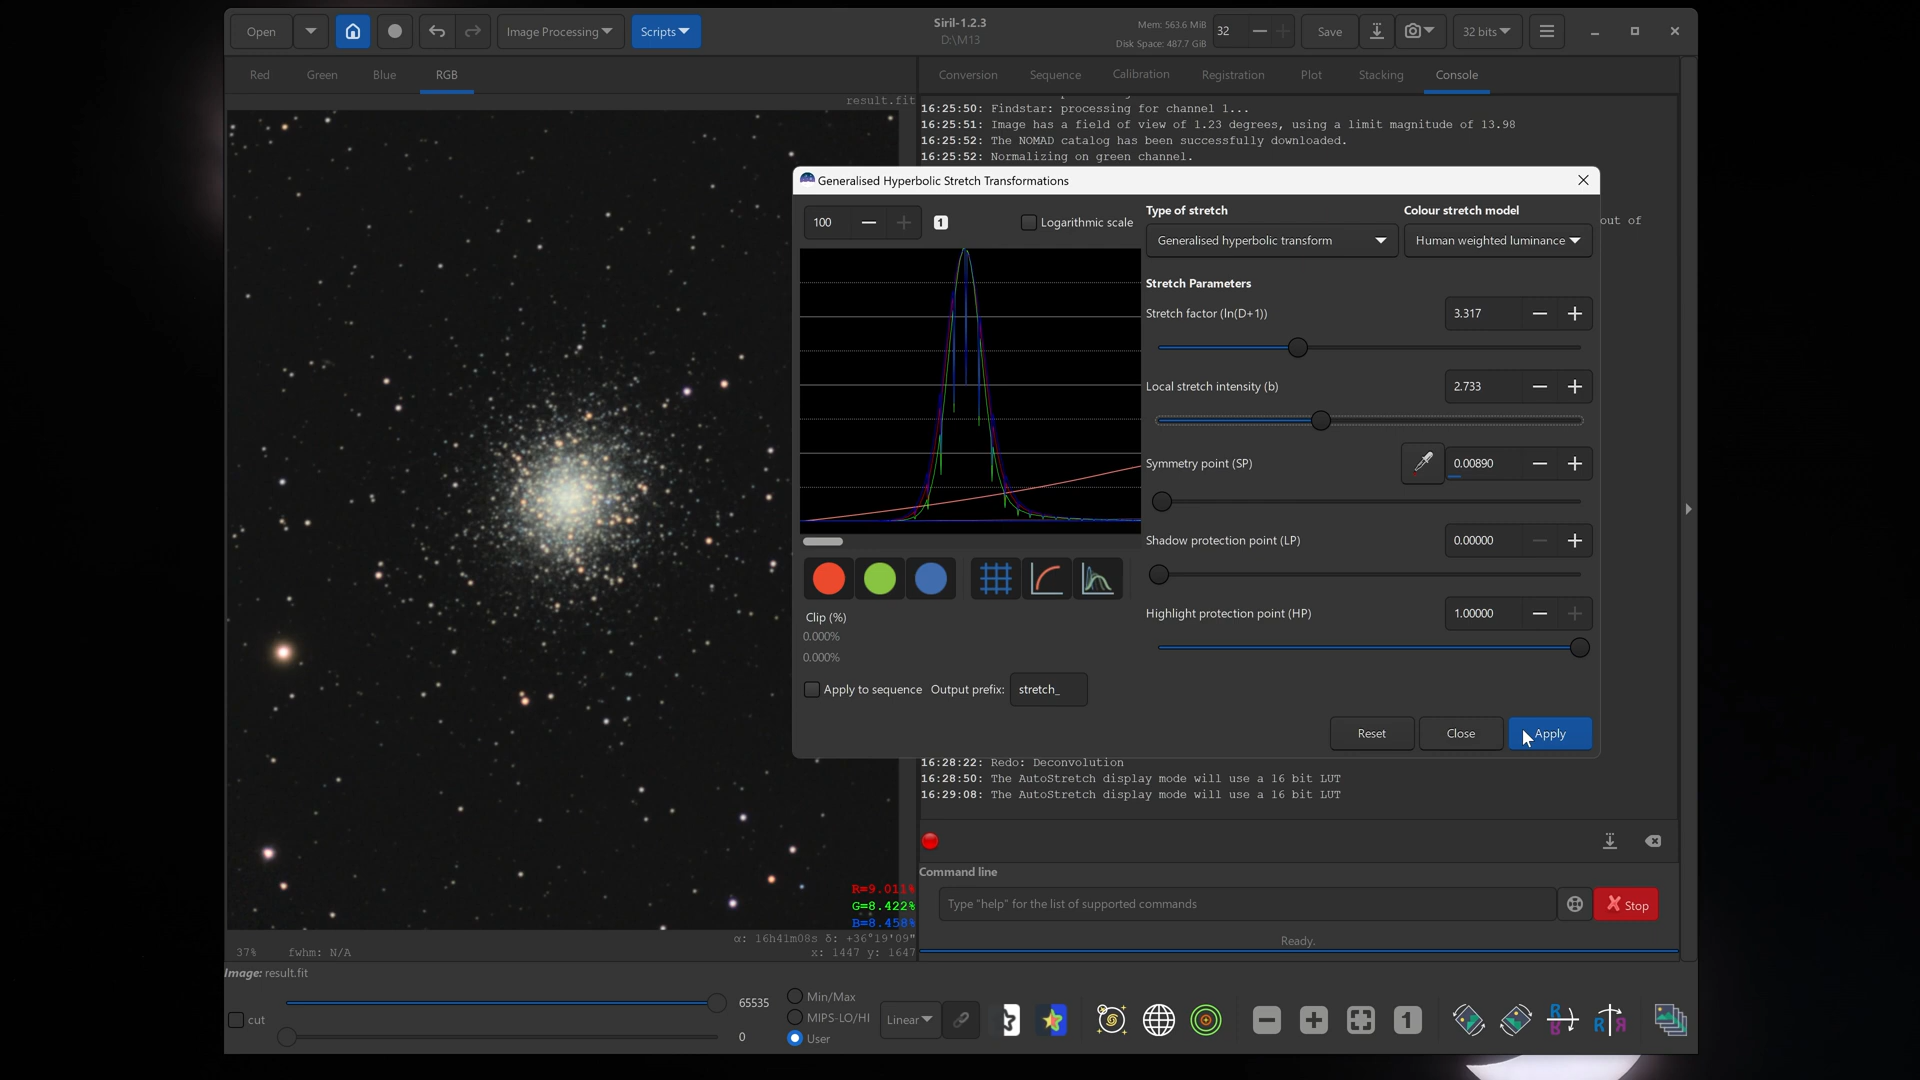 Open
Image Processing
Scripts
Siril-1.2.3
D:\M13
Mem: 563.6 MiB
Disk Space: 487.7 GiB
32
Save
32 bits
Red
Green
Blue
RGB
Conversion
Sequence
Calibration
Registration
Plot
Stacking
Console
result.fit
16:25:50: Findstar: processing for channel 1...
16:25:51: Image has a field of view of 1.23 degrees, using a limit magnitude of 13.98
16:25:52: The NOMAD catalog has been successfully downloaded.
16:25:52: Normalizing on green channel.
out of
Generalised Hyperbolic Stretch Transformations
100
1
Logarithmic scale
Type of stretch
Colour stretch model
Generalised hyperbolic transform
Human weighted luminance
Stretch Parameters
Stretch factor (ln(D+1))
3.317
Local stretch intensity (b)
2.733
Symmetry point (SP)
0.00890
Shadow protection point (LP)
0.00000
Highlight protection point (HP)
1.00000
Clip (%)
0.000%
0.000%
Apply to sequence
Output prefix:
stretch_
Reset
Close
Apply
16:28:22: Redo: Deconvolution
16:28:50: The AutoStretch display mode will use a 16 bit LUT
16:29:08: The AutoStretch display mode will use a 16 bit LUT
Command line
Type "help" for the list of supported commands
Stop
Ready.
R=9.011%
G=8.422%
B=8.458%
α: 16h41m08s δ: +36°19'09"
37%
fwhm: N/A
x: 1447 y: 1647
Image: result.fit
65535
cut
0
Min/Max
MIPS-LO/HI
User
Linear
1